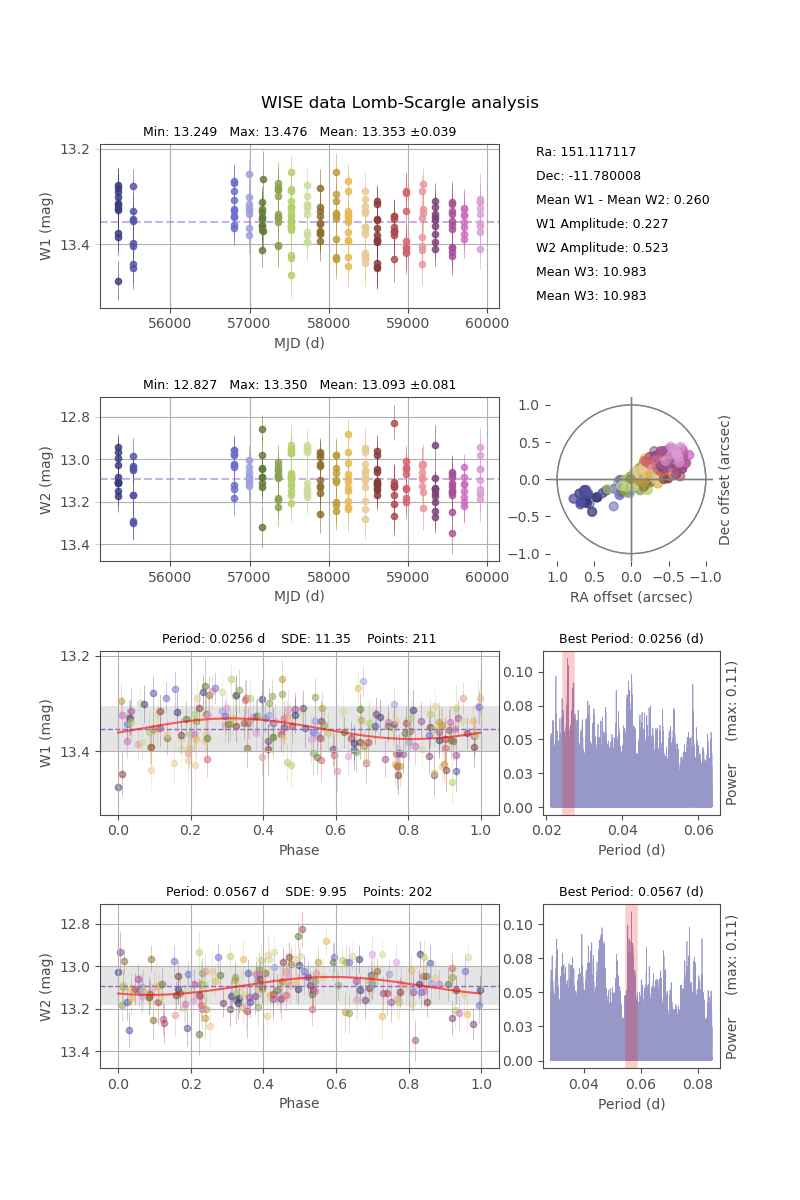 WISE data Lomb-Scargle analysis
Min: 13.249   Max: 13.476   Mean: 13.353 ±0.039
13.2
13.4
W1 (mag)
56000 57000 58000 59000 60000
MJD (d)
Ra: 151.117117
Dec: -11.780008
Mean W1 - Mean W2: 0.260
W1 Amplitude: 0.227
W2 Amplitude: 0.523
Mean W3: 10.983
Mean W3: 10.983
Min: 12.827   Max: 13.350   Mean: 13.093 ±0.081
12.8
13.0
13.2
13.4
W2 (mag)
56000 57000 58000 59000 60000
MJD (d)
1.0
0.5
0.0
−0.5
−1.0
1.0 0.5 0.0 −0.5 −1.0
RA offset (arcsec)
Dec offset (arcsec)
Period: 0.0256 d   SDE: 11.35   Points: 211
13.2
13.4
W1 (mag)
0.0 0.2 0.4 0.6 0.8 1.0
Phase
Best Period: 0.0256 (d)
0.10
0.08
0.05
0.03
0.00
0.02 0.04 0.06
Period (d)
Power   (max: 0.11)
Period: 0.0567 d   SDE: 9.95   Points: 202
12.8
13.0
13.2
13.4
W2 (mag)
0.0 0.2 0.4 0.6 0.8 1.0
Phase
Best Period: 0.0567 (d)
0.10
0.08
0.05
0.03
0.00
0.04 0.06 0.08
Period (d)
Power   (max: 0.11)